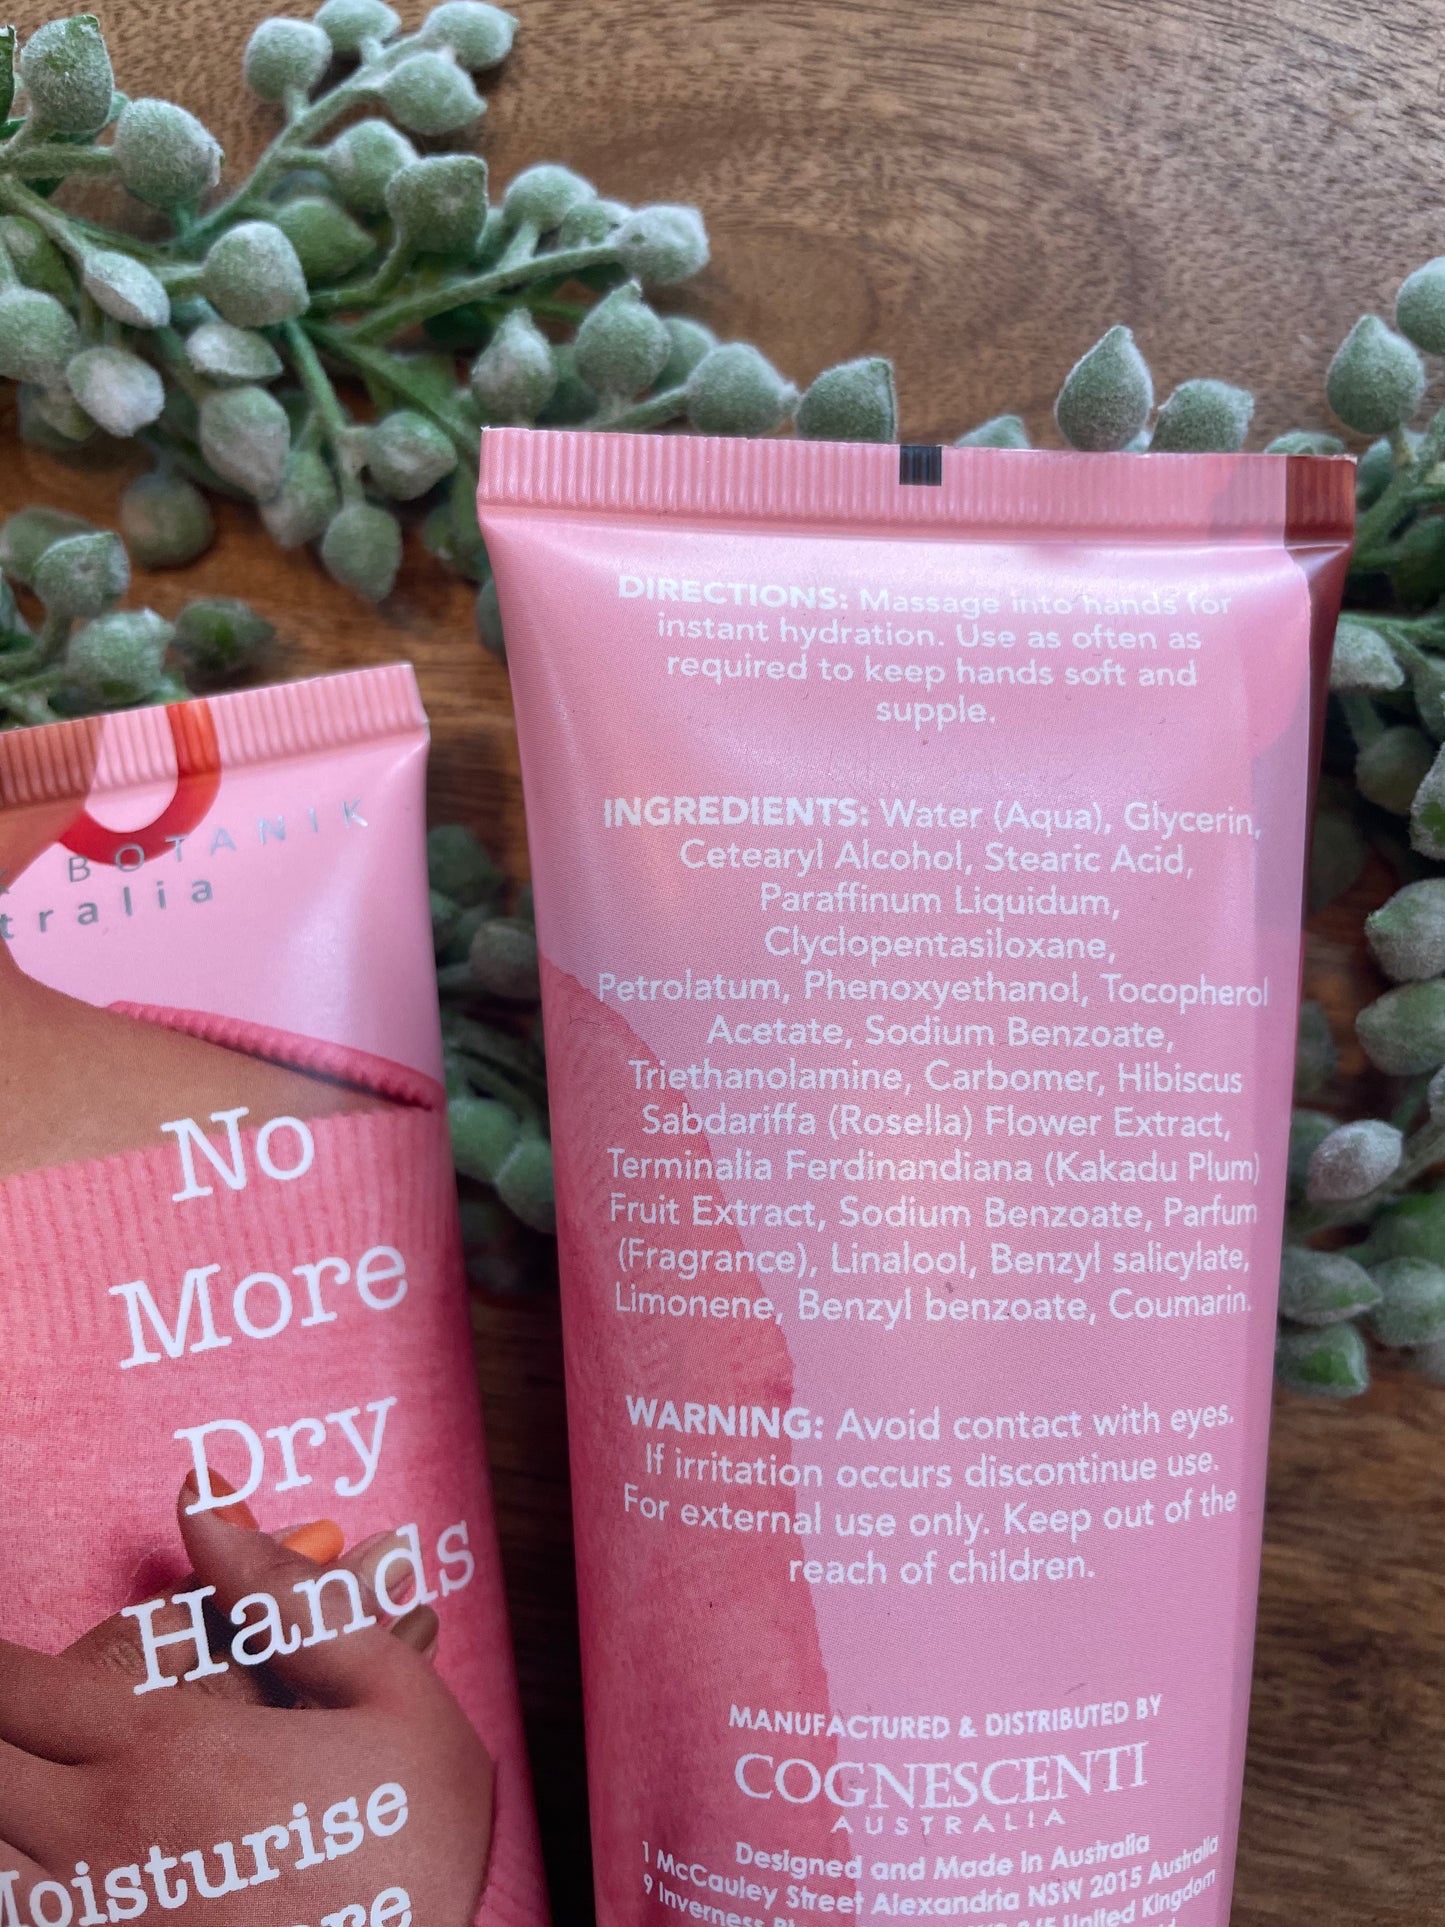 BOTANIK
tralia
No
More
Dry
Hands
Moisturise
DIRECTIONS: Massage into hands for
instant hydration. Use as often as
required to keep hands soft and
supple.
INGREDIENTS: Water (Aqua), Glycerin,
Cetearyl Alcohol, Stearic Acid,
Paraffinum Liquidum,
Clyclopentasiloxane,
Petrolatum, Phenoxyethanol, Tocopherol
Acetate, Sodium Benzoate,
Triethanolamine, Carbomer, Hibiscus
Sabdariffa (Rosella) Flower Extract,
Terminalia Ferdinandiana (Kakadu Plum)
Fruit Extract, Sodium Benzoate, Parfum
(Fragrance), Linalool, Benzyl salicylate,
Limonene, Benzyl benzoate, Coumarin.
WARNING: Avoid contact with eyes.
If irritation occurs discontinue use.
For external use only. Keep out of the
reach of children.
MANUFACTURED & DISTRIBUTED BY
COGNESCENTI
AUSTRALIA
Designed and Made In Australia
1 McCauley Street Alexandria NSW 2015 Australia
9 Inverness United Kingdom